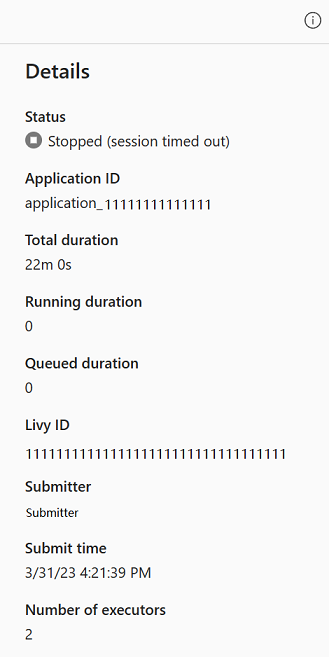 Details
Status
Stopped (session timed out)
Application ID
application_11111111111111
Total duration
22m 0s
Running duration
0
Queued duration
0
Livy ID
1111111111111111111111111111111111
Submitter
Submitter
Submit time
3/31/23 4:21:39 PM
Number of executors
2